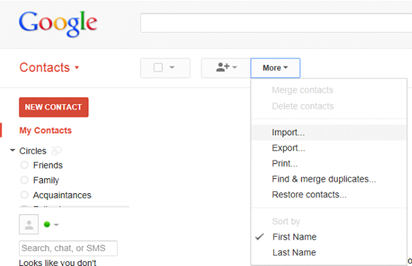 Google
Contacts
More
Merge contacts
Delete contacts
NEW CONTACT
My Contacts
Import...
Circles
Export...
Friends
Print...
Family
Find & merge duplicates...
Acquaintances
Restore contacts...
Sort by
First Name
Search, chat, or SMS
Last Name
Looks like you don't